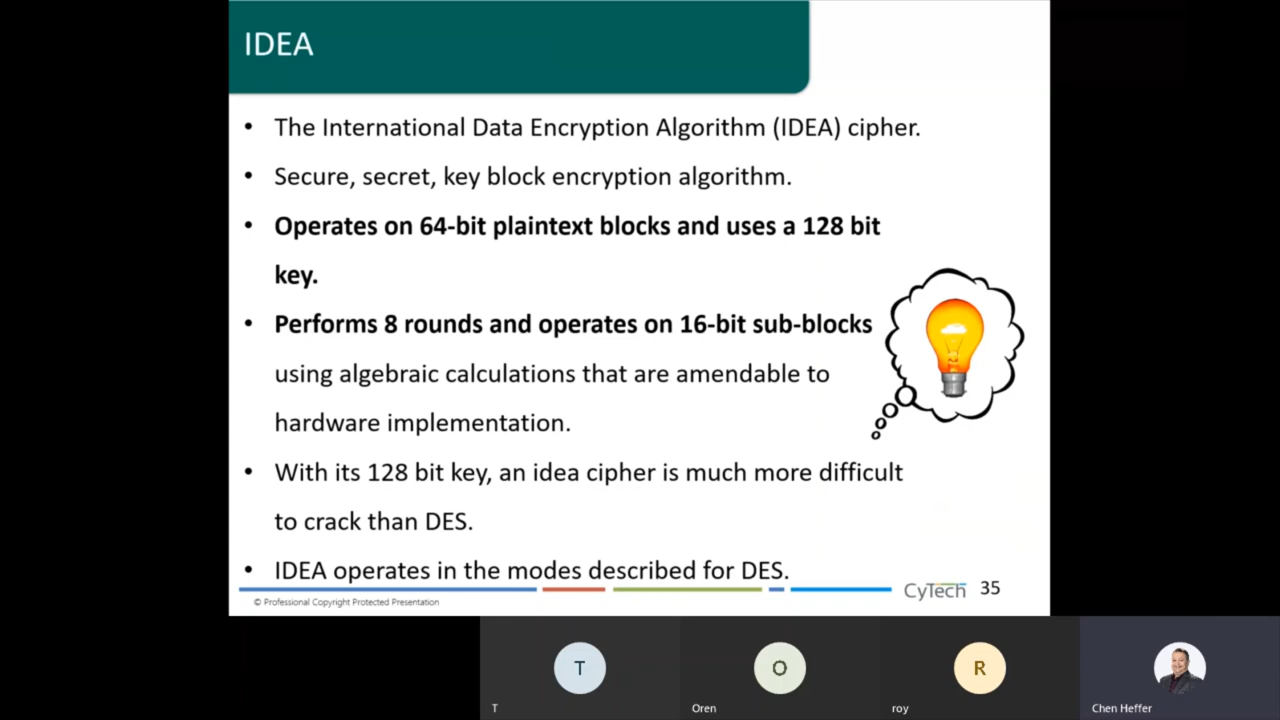 IDEA
• The International Data Encryption Algorithm (IDEA) cipher.
• Secure, secret, key block encryption algorithm.
• Operates on 64-bit plaintext blocks and uses a 128 bit
key.
• Performs 8 rounds and operates on 16-bit sub-blocks
using algebraic calculations that are amendable to
hardware implementation.
• With its 128 bit key, an idea cipher is much more difficult
to crack than DES.
• IDEA operates in the modes described for DES.
CyTech 35
© Professional Copyright Protected Presentation
T O R
T Oren roy Chen Heffer